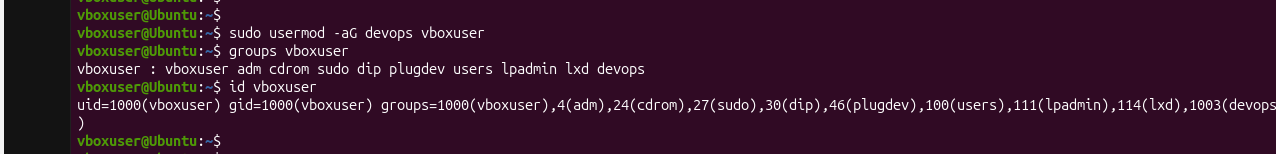 vboxuser@Ubuntu:~$
vboxuser@Ubuntu:~$ sudo usermod -aG devops vboxuser
vboxuser@Ubuntu:~$ groups vboxuser
vboxuser : vboxuser adm cdrom sudo dip plugdev users lpadmin lxd devops
vboxuser@Ubuntu:~$ id vboxuser
uid=1000(vboxuser) gid=1000(vboxuser) groups=1000(vboxuser),4(adm),24(cdrom),27(sudo),30(dip),46(plugdev),100(users),111(lpadmin),114(lxd),1003(devops
)
vboxuser@Ubuntu:~$